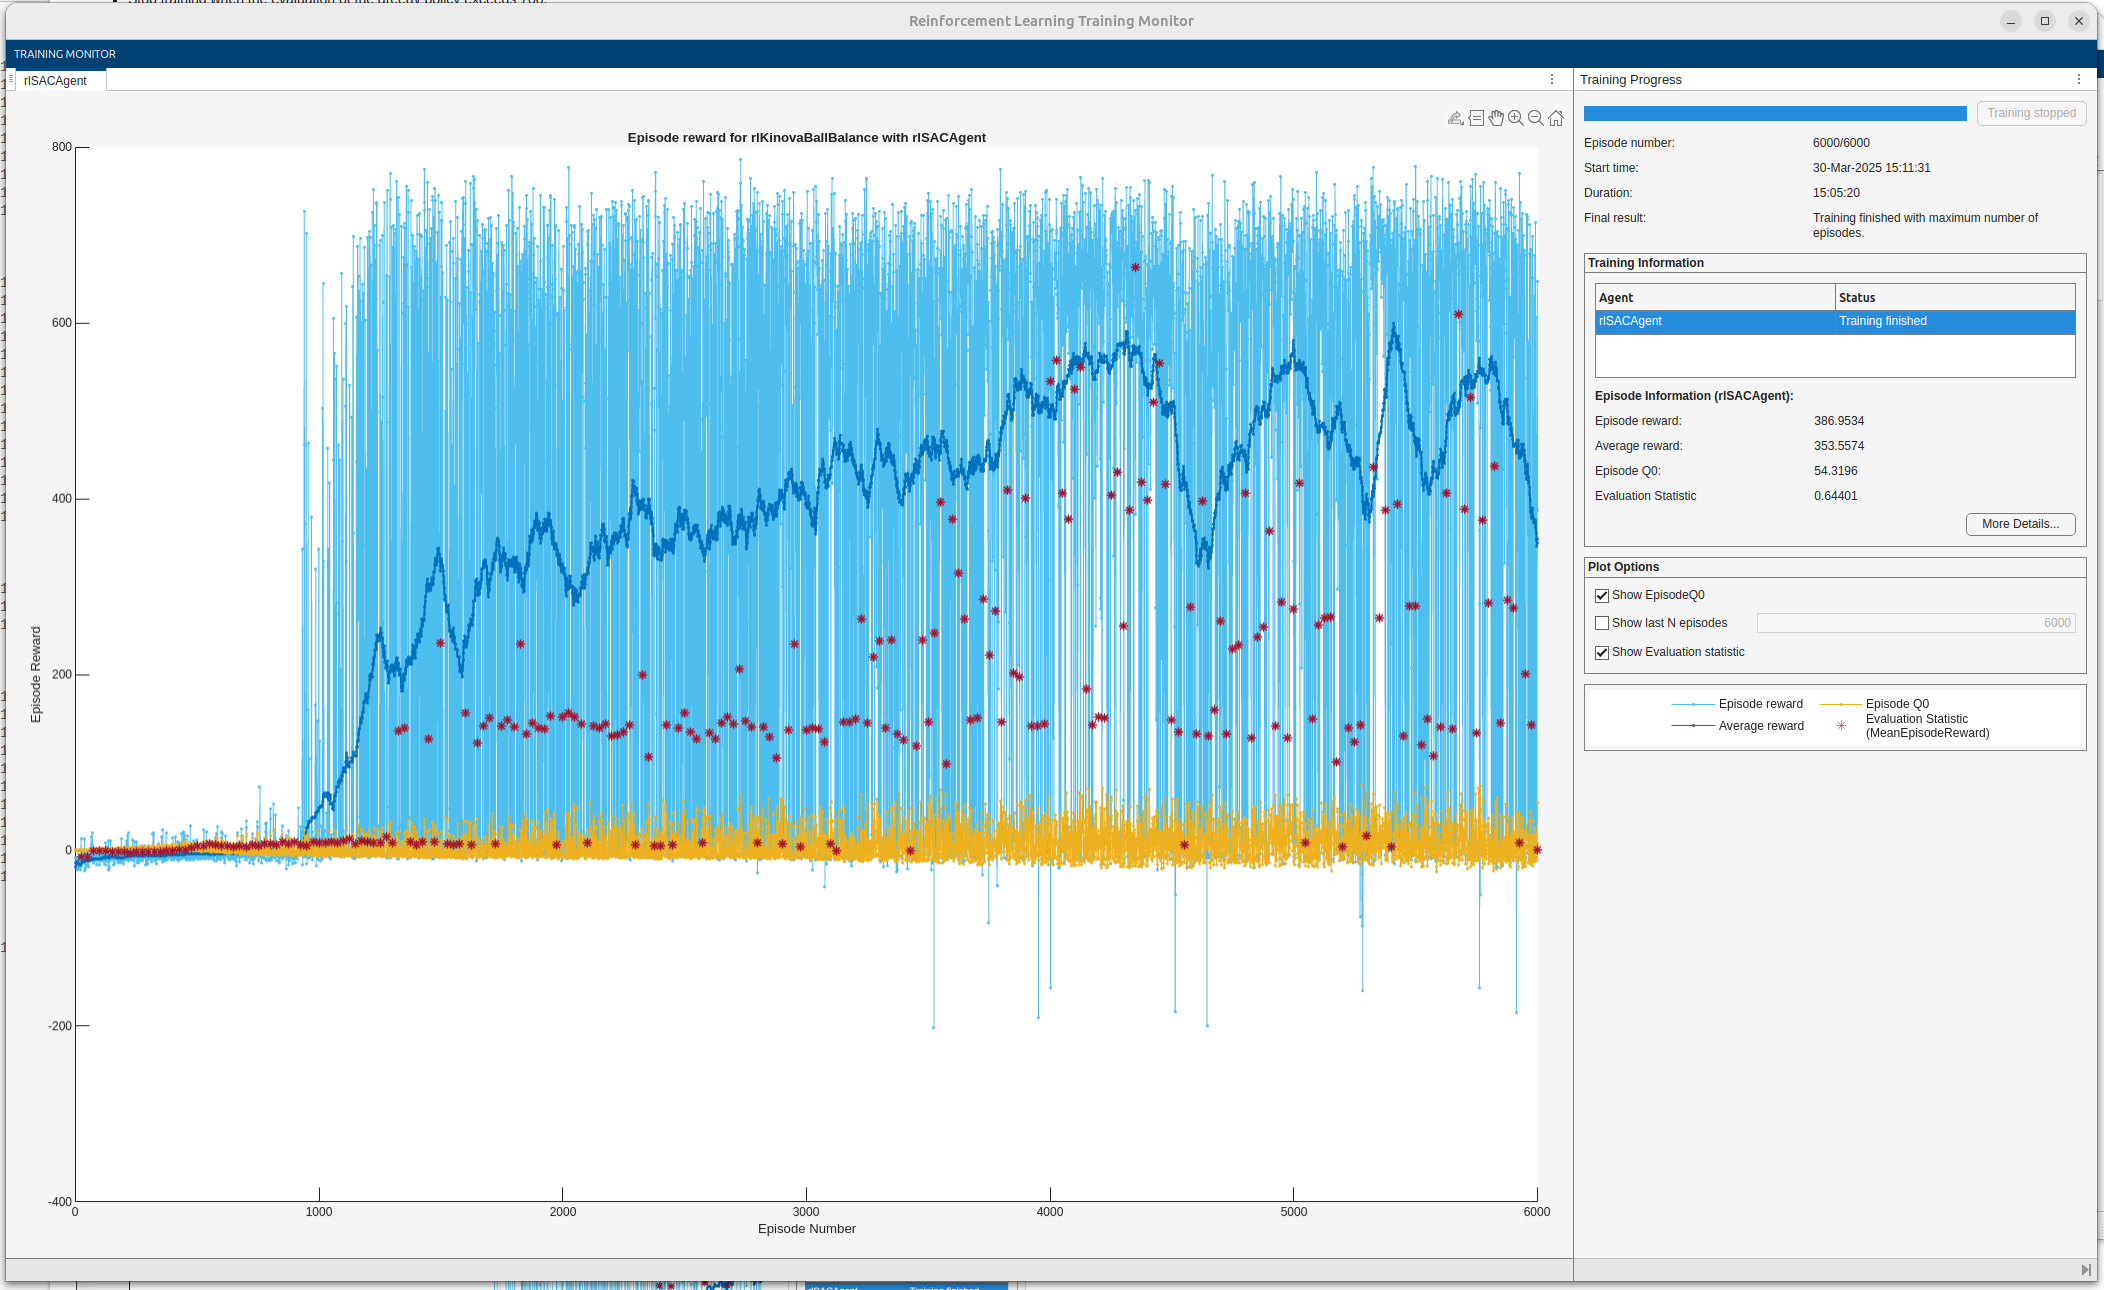 Reinforcement Learning Training Monitor
TRAINING MONITOR
rlSACAgent
Episode reward for rlKinovaBallBalance with rlSACAgent
800
600
400
200
0
-200
-400
0
1000
2000
3000
4000
5000
6000
Episode Reward
Episode Number
Training Progress
Training stopped
Episode number: 6000/6000
Start time: 30-Mar-2025 15:11:31
Duration: 15:05:20
Final result: Training finished with maximum number of
episodes.
Training Information
Agent Status
rlSACAgent Training finished
Episode Information (rlSACAgent):
Episode reward: 386.9534
Average reward: 353.5574
Episode Q0: 54.3196
Evaluation Statistic 0.64401
More Details...
Plot Options
Show EpisodeQ0
Show last N episodes 6000
Show Evaluation statistic
Episode reward
Average reward
Episode Q0
Evaluation Statistic
(MeanEpisodeReward)